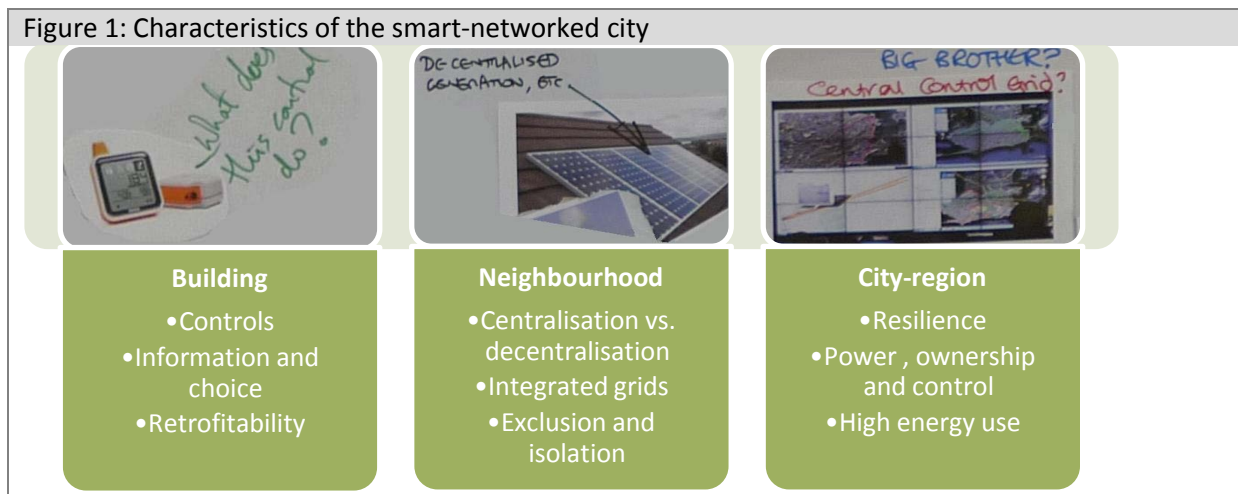 Figure 1: Characteristics of the smart-networked city
What does
this control
do?
DECENTRALISED
GENERATION, ETC.
BIG BROTHER?
Central Control Grid?
Building
•Controls
•Information and
choice
•Retrofitability
Neighbourhood
•Centralisation vs.
decentralisation
•Integrated grids
•Exclusion and
isolation
City-region
•Resilience
•Power , ownership
and control
•High energy use